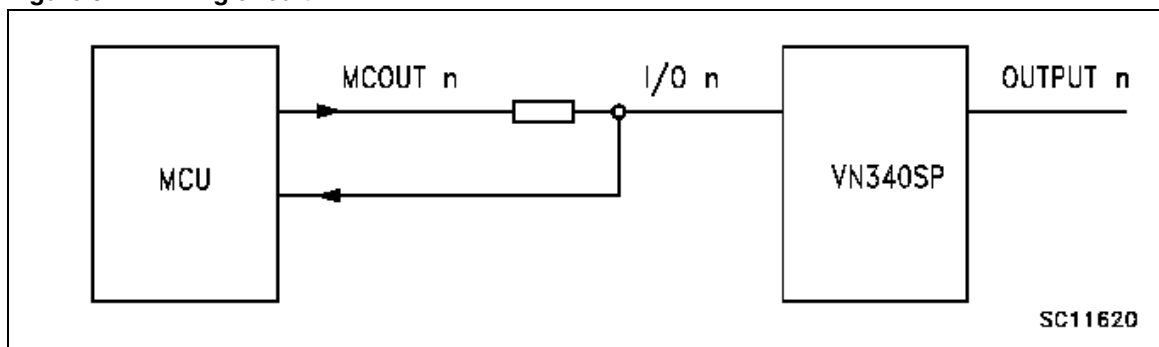 MCOUT n
I/O n
OUTPUT n
MCU
VN340SP
SC11620